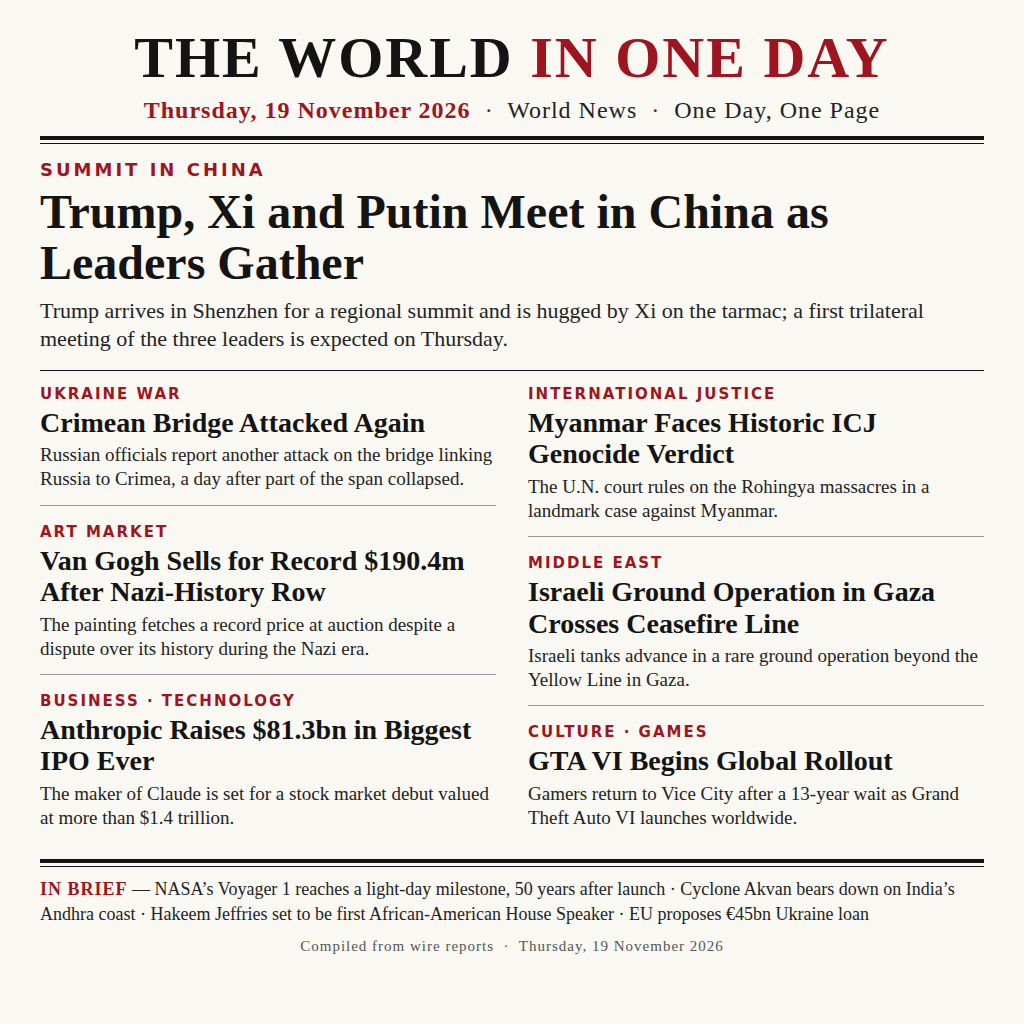 THE WORLD IN ONE DAY
Thursday, 19 November 2026 · World News · One Day, One Page
SUMMIT IN CHINA
Trump, Xi and Putin Meet in China as
Leaders Gather
Trump arrives in Shenzhen for a regional summit and is hugged by Xi on the tarmac; a first trilateral
meeting of the three leaders is expected on Thursday.
UKRAINE WAR
Crimean Bridge Attacked Again
Russian officials report another attack on the bridge linking
Russia to Crimea, a day after part of the span collapsed.
ART MARKET
Van Gogh Sells for Record $190.4m
After Nazi-History Row
The painting fetches a record price at auction despite a
dispute over its history during the Nazi era.
BUSINESS · TECHNOLOGY
Anthropic Raises $81.3bn in Biggest
IPO Ever
The maker of Claude is set for a stock market debut valued
at more than $1.4 trillion.
INTERNATIONAL JUSTICE
Myanmar Faces Historic ICJ
Genocide Verdict
The U.N. court rules on the Rohingya massacres in a
landmark case against Myanmar.
MIDDLE EAST
Israeli Ground Operation in Gaza
Crosses Ceasefire Line
Israeli tanks advance in a rare ground operation beyond the
Yellow Line in Gaza.
CULTURE · GAMES
GTA VI Begins Global Rollout
Gamers return to Vice City after a 13-year wait as Grand
Theft Auto VI launches worldwide.
IN BRIEF — NASA’s Voyager 1 reaches a light-day milestone, 50 years after launch · Cyclone Akvan bears down on India’s
Andhra coast · Hakeem Jeffries set to be first African-American House Speaker · EU proposes €45bn Ukraine loan
Compiled from wire reports · Thursday, 19 November 2026